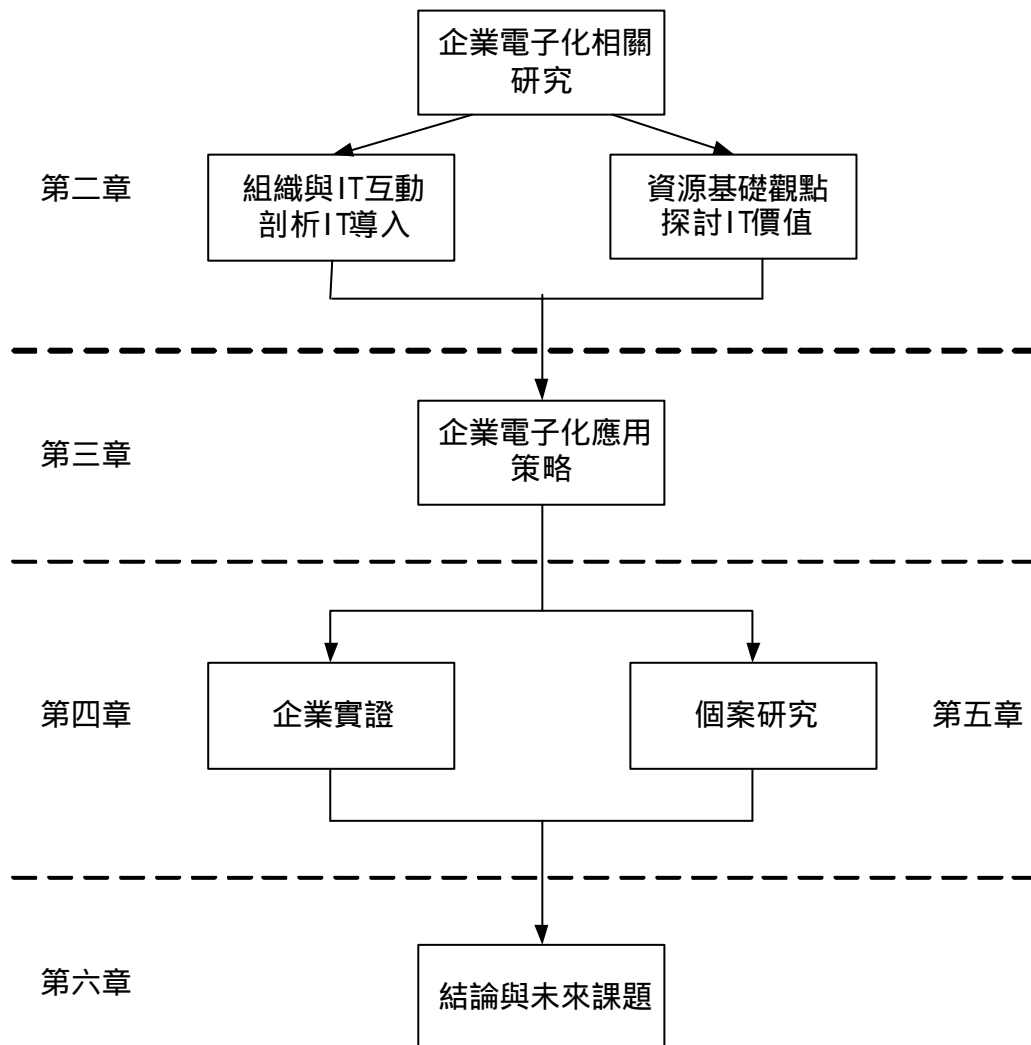 企業電子化相關
研究
第二章
組織與IT互動
剖析IT導入
資源基礎觀點
探討IT價值
第三章
企業電子化應用
策略
第四章
企業實證
個案研究
第五章
第六章
結論與未來課題